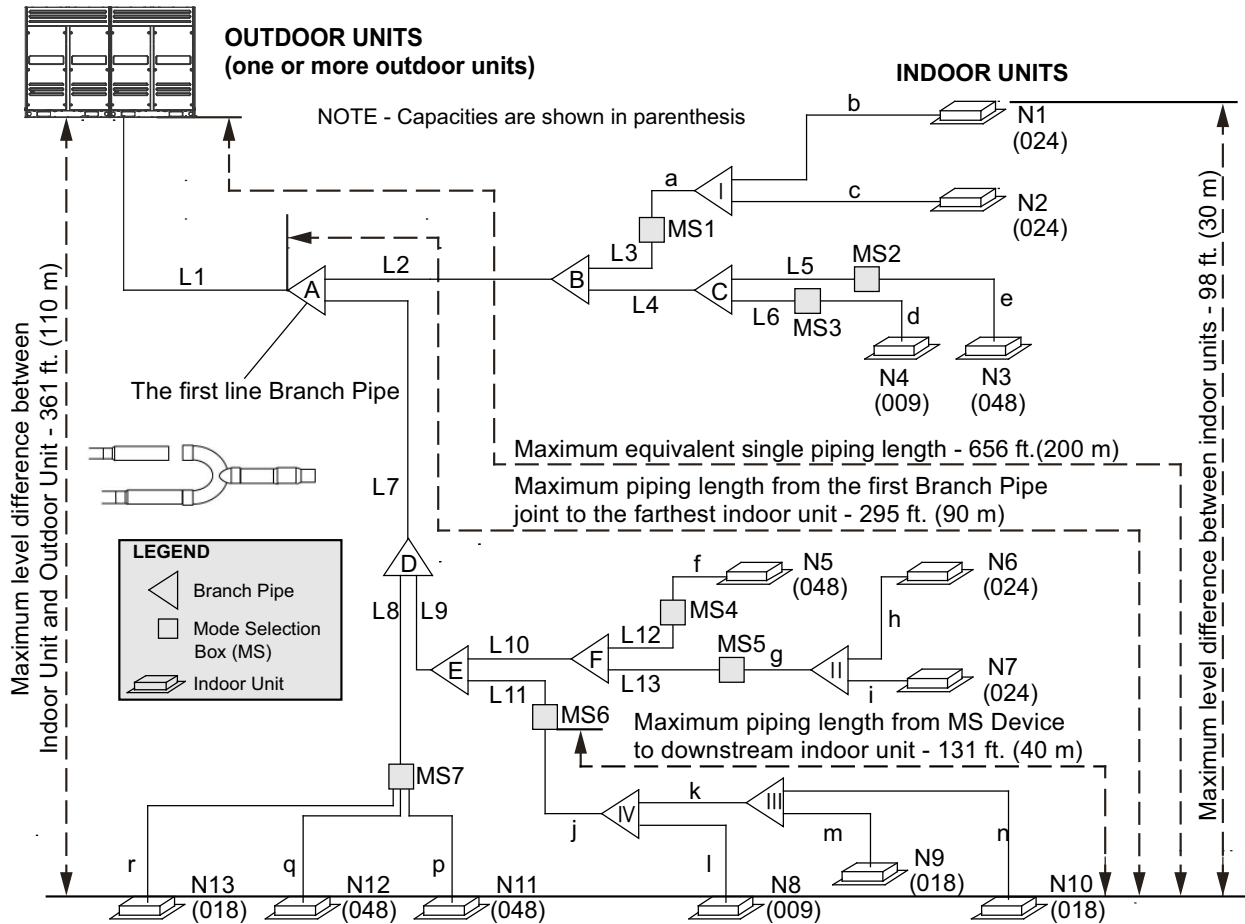 OUTDOOR UNITS
(one or more outdoor units)
INDOOR UNITS
NOTE - Capacities are shown in parenthesis
b
N1
(024)
a
I
c
N2
(024)
MS1
L3
L2
B
L1
A
L4
C
L5
MS2
L6
MS3
d
e
N4
(009)
N3
(048)
The first line Branch Pipe
Maximum level difference between
Indoor Unit and Outdoor Unit - 361 ft. (110 m)
Maximum level difference between indoor units - 98 ft. (30 m)
Maximum equivalent single piping length - 656 ft.(200 m)
Maximum piping length from the first Branch Pipe
joint to the farthest indoor unit - 295 ft. (90 m)
L7
LEGEND
Branch Pipe
Mode Selection
Box (MS)
Indoor Unit
D
L8
L9
f
N5
(048)
N6
(024)
MS4
h
L12
L10
F
MS5
g
II
E
L13
i
N7
(024)
L11
MS6
Maximum piping length from MS Device
to downstream indoor unit - 131 ft. (40 m)
MS7
k
III
j
IV
m
n
l
r
q
p
N9
(018)
N13
(018)
N12
(048)
N11
(048)
N8
(009)
N10
(018)